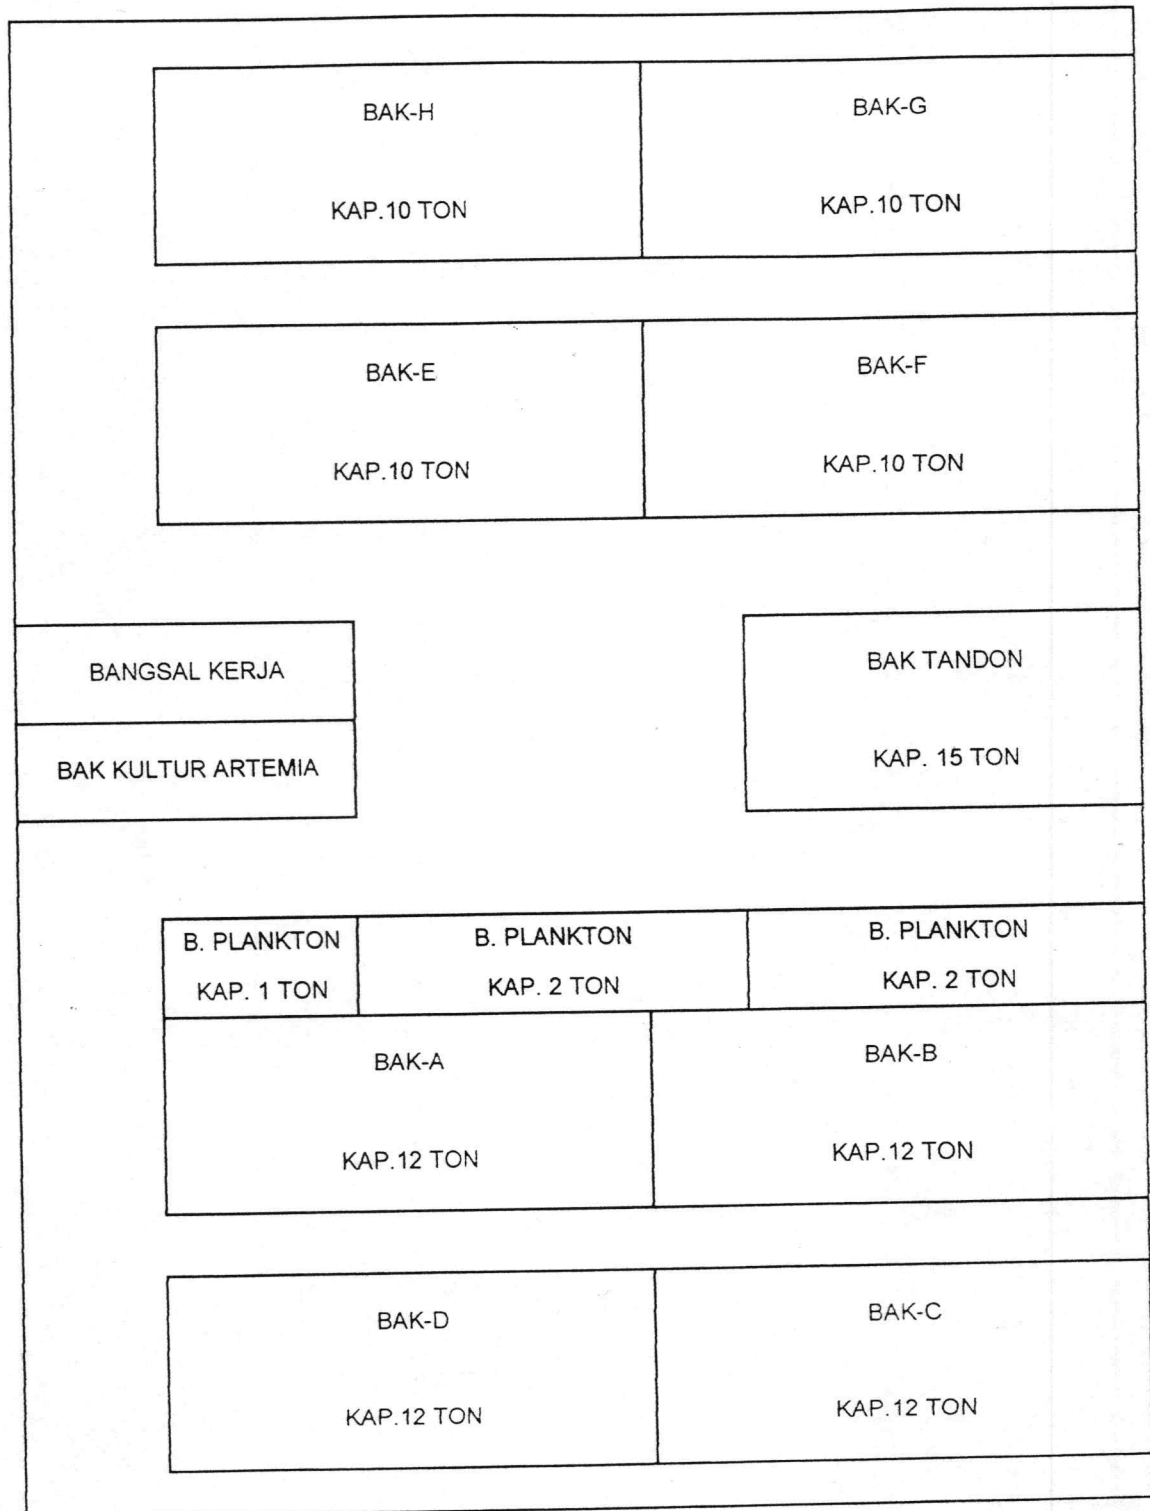 BAK-H
KAP.10 TON
BAK-G
KAP.10 TON
BAK-E
KAP.10 TON
BAK-F
KAP.10 TON
BANGSAL KERJA
BAK KULTUR ARTEMIA
BAK TANDON
KAP. 15 TON
B. PLANKTON
KAP. 1 TON
B. PLANKTON
KAP. 2 TON
B. PLANKTON
KAP. 2 TON
BAK-A
KAP.12 TON
BAK-B
KAP.12 TON
BAK-D
KAP.12 TON
BAK-C
KAP.12 TON